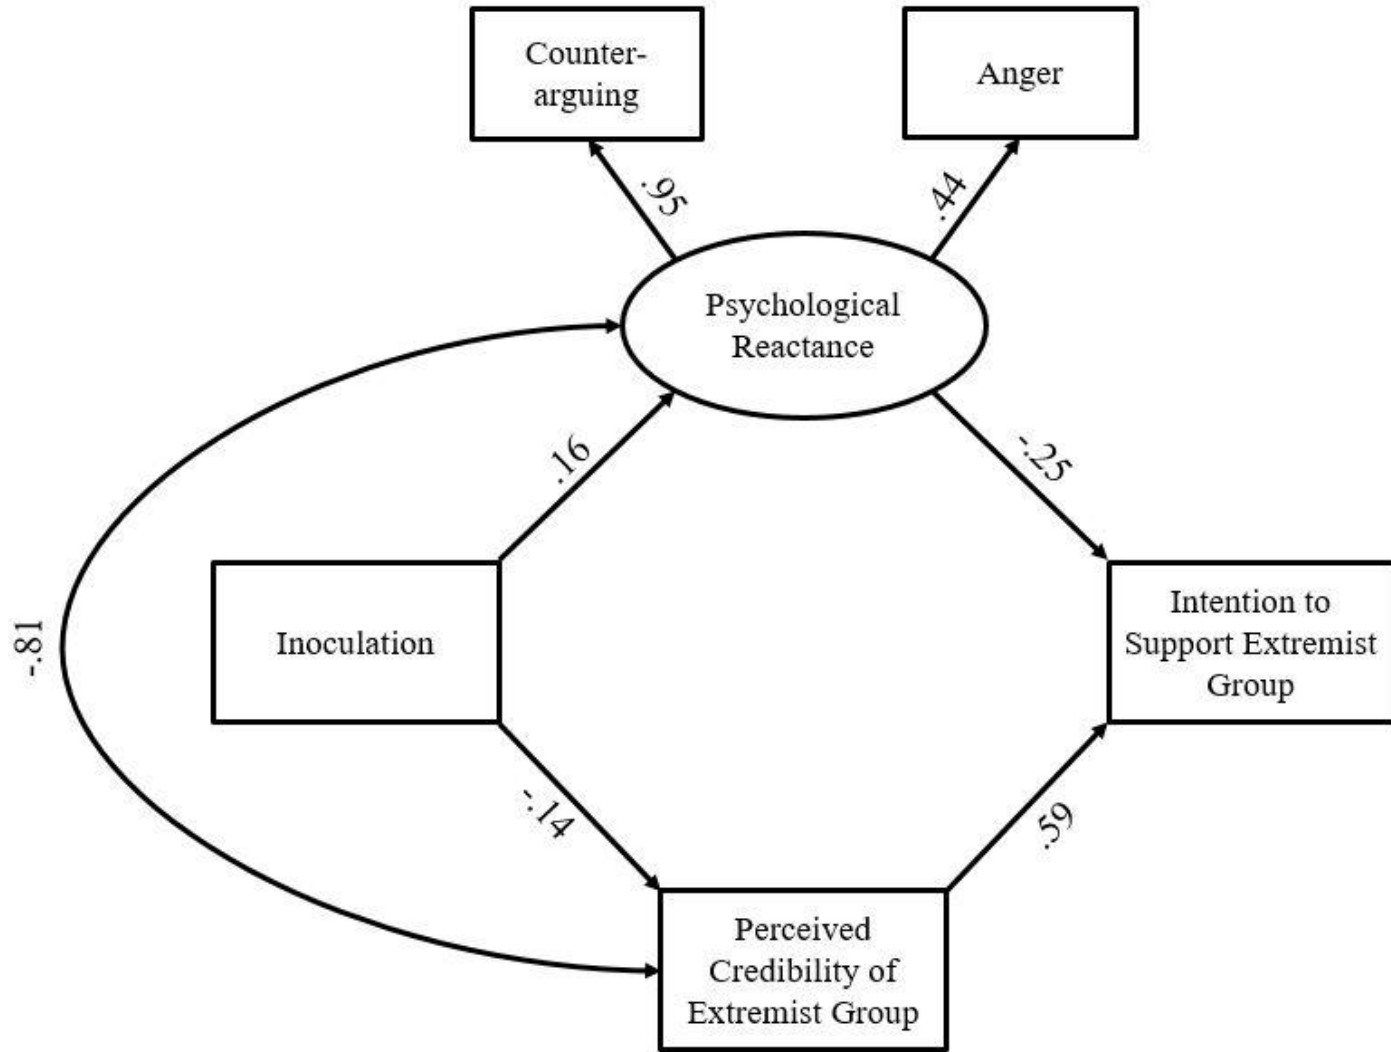 Counter-
arguing
Anger
.95
.44
Psychological
Reactance
.16
-.25
-.81
Inoculation
Intention to
Support Extremist
Group
-.14
.59
Perceived
Credibility of
Extremist Group